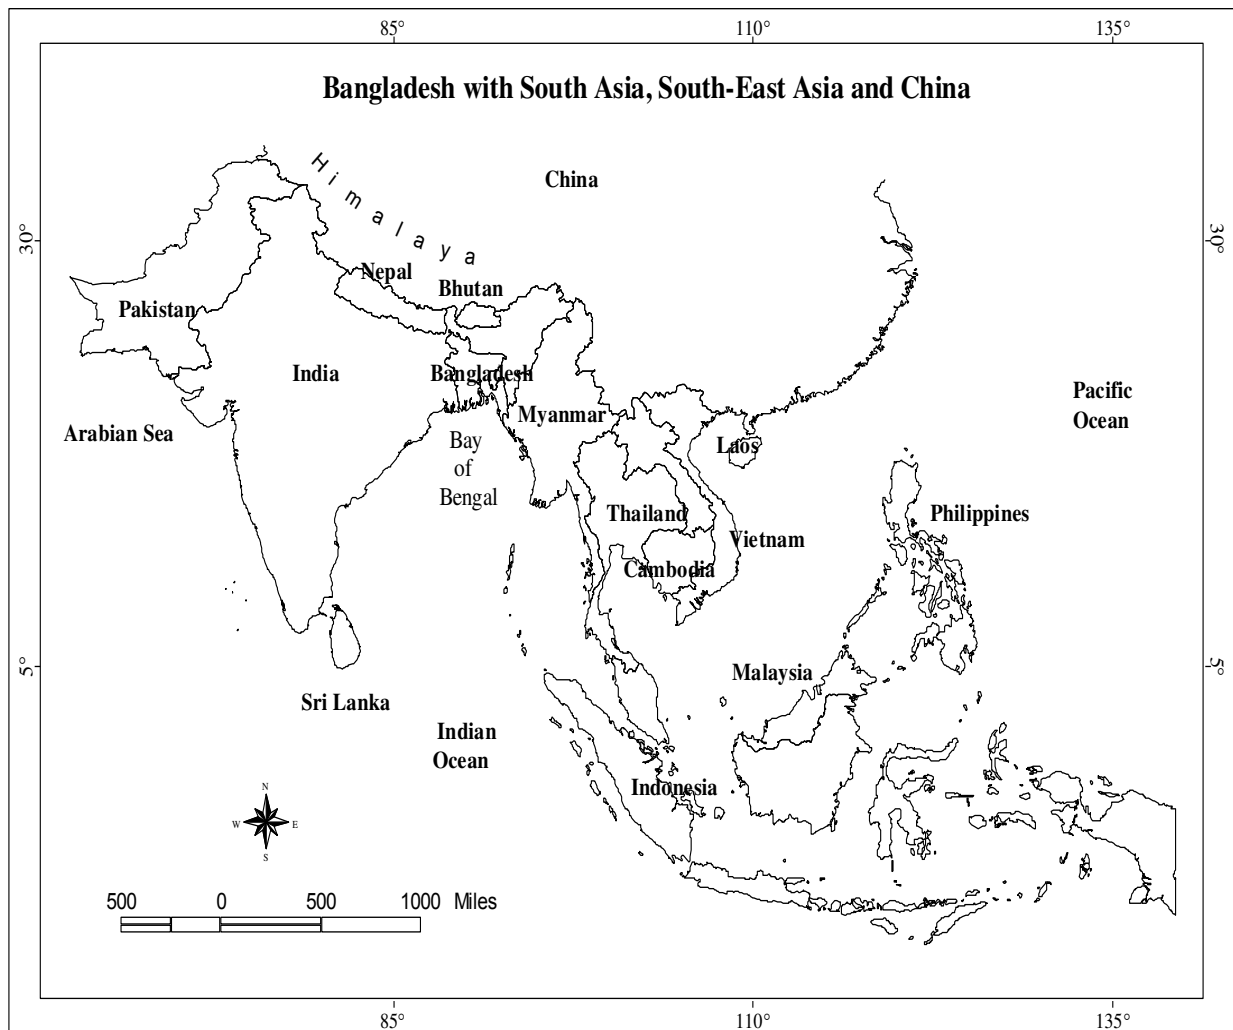 85°
110°
135°
Bangladesh with South Asia, South-East Asia and China
Himalaya
China
30°
30°
Nepal
Bhutan
Pakistan
India
Bangladesh
Pacific
Ocean
Myanmar
Arabian Sea
Laos
Bay
of
Bengal
Thailand
Philippines
Vietnam
Cambodia
5°
5°
Malaysia
Sri Lanka
Indian
Ocean
Indonesia
N
W
E
S
500 0 500 1000 Miles
85°
110°
135°